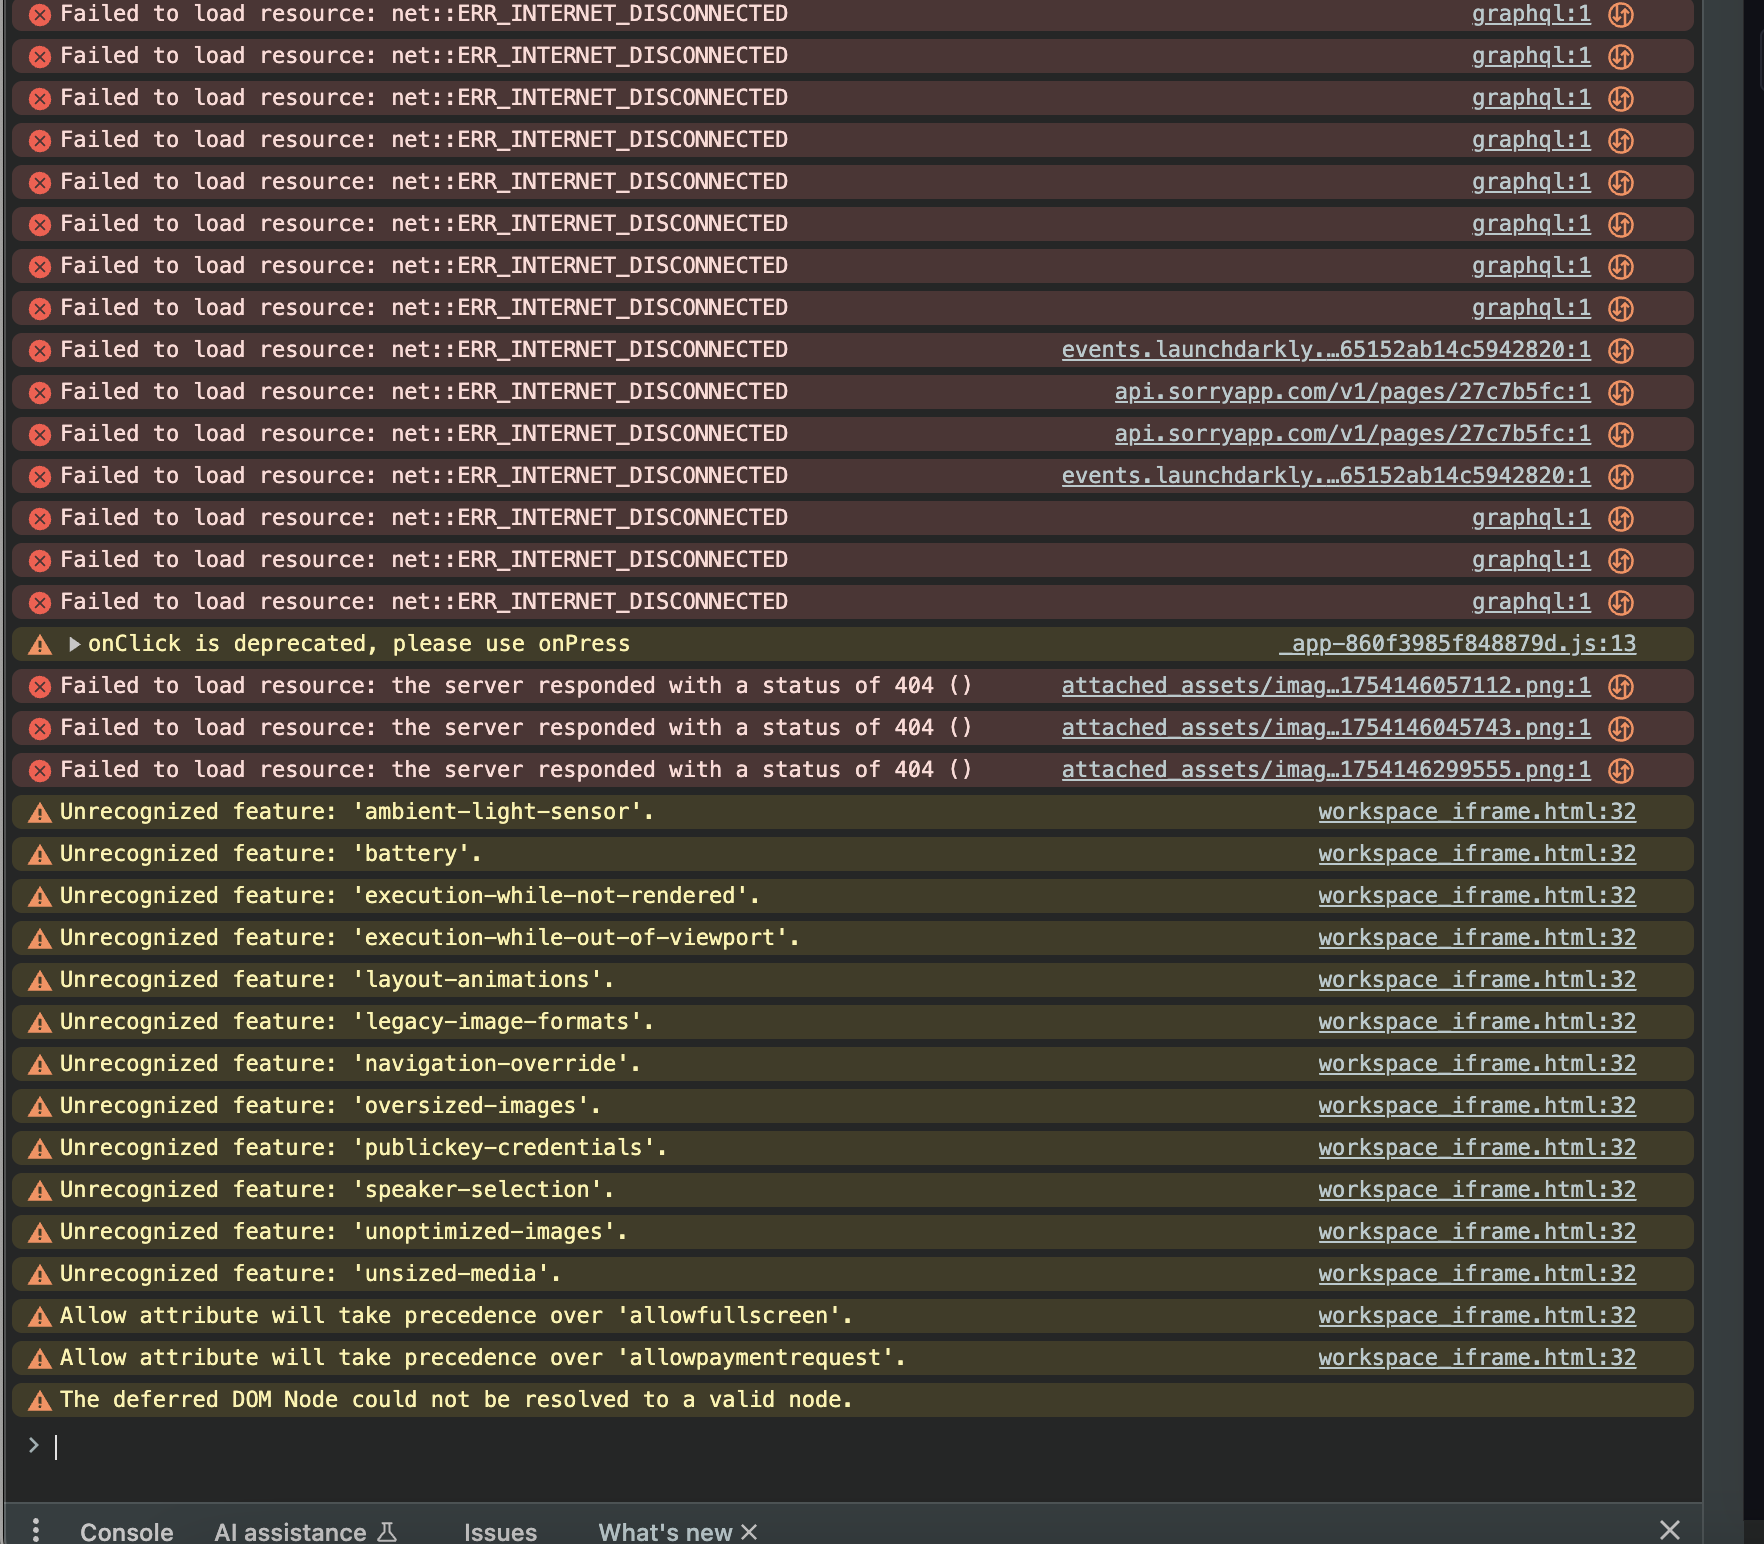 Failed to load resource: net::ERR_INTERNET_DISCONNECTED graphql:1
Failed to load resource: net::ERR_INTERNET_DISCONNECTED graphql:1
Failed to load resource: net::ERR_INTERNET_DISCONNECTED graphql:1
Failed to load resource: net::ERR_INTERNET_DISCONNECTED graphql:1
Failed to load resource: net::ERR_INTERNET_DISCONNECTED graphql:1
Failed to load resource: net::ERR_INTERNET_DISCONNECTED graphql:1
Failed to load resource: net::ERR_INTERNET_DISCONNECTED graphql:1
Failed to load resource: net::ERR_INTERNET_DISCONNECTED graphql:1
Failed to load resource: net::ERR_INTERNET_DISCONNECTED events.launchdarkly.…65152ab14c5942820:1
Failed to load resource: net::ERR_INTERNET_DISCONNECTED api.sorryapp.com/v1/pages/27c7b5fc:1
Failed to load resource: net::ERR_INTERNET_DISCONNECTED api.sorryapp.com/v1/pages/27c7b5fc:1
Failed to load resource: net::ERR_INTERNET_DISCONNECTED events.launchdarkly.…65152ab14c5942820:1
Failed to load resource: net::ERR_INTERNET_DISCONNECTED graphql:1
Failed to load resource: net::ERR_INTERNET_DISCONNECTED graphql:1
Failed to load resource: net::ERR_INTERNET_DISCONNECTED graphql:1
onClick is deprecated, please use onPress _app-860f3985f848879d.js:13
Failed to load resource: the server responded with a status of 404 () attached_assets/imag…1754146057112.png:1
Failed to load resource: the server responded with a status of 404 () attached_assets/imag…1754146045743.png:1
Failed to load resource: the server responded with a status of 404 () attached_assets/imag…1754146299555.png:1
Unrecognized feature: 'ambient-light-sensor'. workspace_iframe.html:32
Unrecognized feature: 'battery'. workspace_iframe.html:32
Unrecognized feature: 'execution-while-not-rendered'. workspace_iframe.html:32
Unrecognized feature: 'execution-while-out-of-viewport'. workspace_iframe.html:32
Unrecognized feature: 'layout-animations'. workspace_iframe.html:32
Unrecognized feature: 'legacy-image-formats'. workspace_iframe.html:32
Unrecognized feature: 'navigation-override'. workspace_iframe.html:32
Unrecognized feature: 'oversized-images'. workspace_iframe.html:32
Unrecognized feature: 'publickey-credentials'. workspace_iframe.html:32
Unrecognized feature: 'speaker-selection'. workspace_iframe.html:32
Unrecognized feature: 'unoptimized-images'. workspace_iframe.html:32
Unrecognized feature: 'unsized-media'. workspace_iframe.html:32
Allow attribute will take precedence over 'allowfullscreen'. workspace_iframe.html:32
Allow attribute will take precedence over 'allowpaymentrequest'. workspace_iframe.html:32
The deferred DOM Node could not be resolved to a valid node.
Console AI assistance Issues What's new